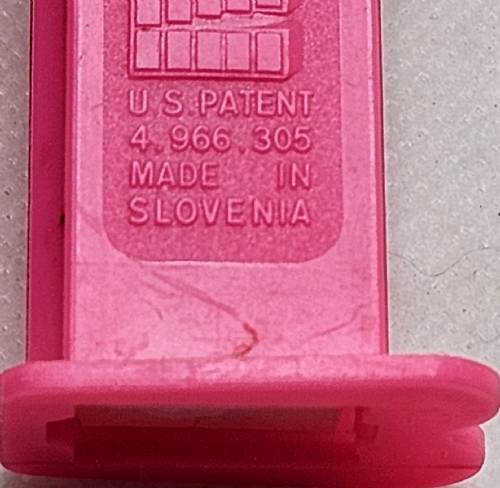 U S.PATENT
4.966.305
MADE IN
SLOVENIA